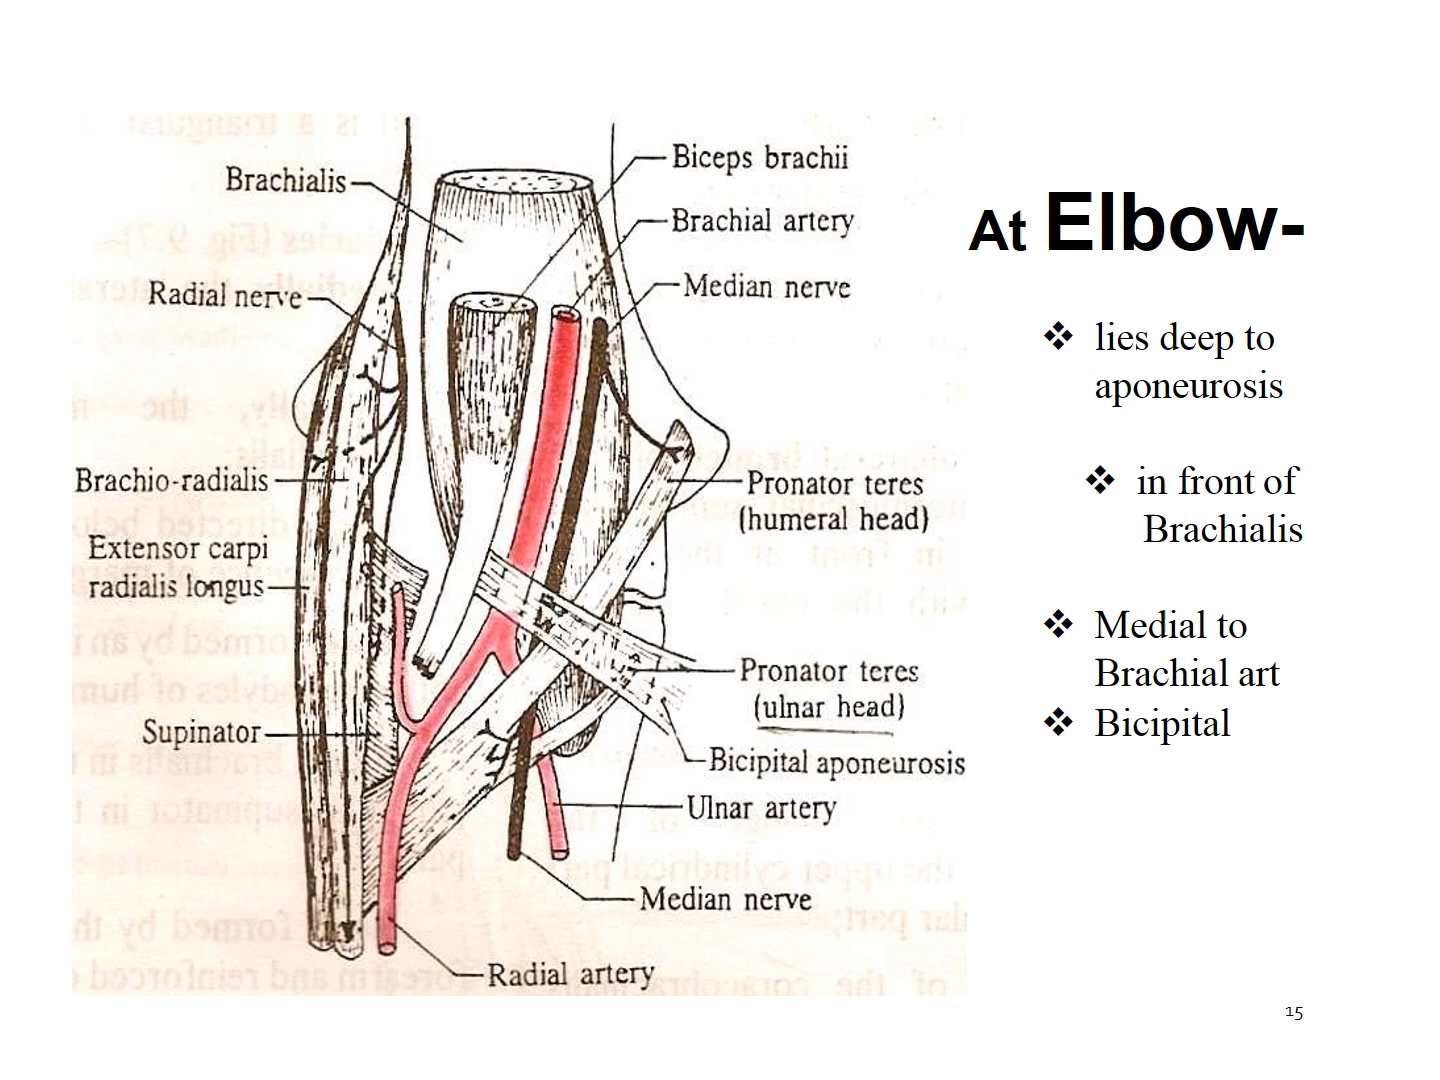 Brachialis
Biceps brachii
Brachial artery
Radial nerve
Median nerve
Brachio-radialis
Pronator teres
(humeral head)
Extensor carpi
radialis longus
Pronator teres
(ulnar head)
Supinator
Bicipital aponeurosis
Ulnar artery
Median nerve
Radial artery
At Elbow-
❖ lies deep to
aponeurosis
❖ in front of
Brachialis
❖ Medial to
Brachial art
❖ Bicipital
15